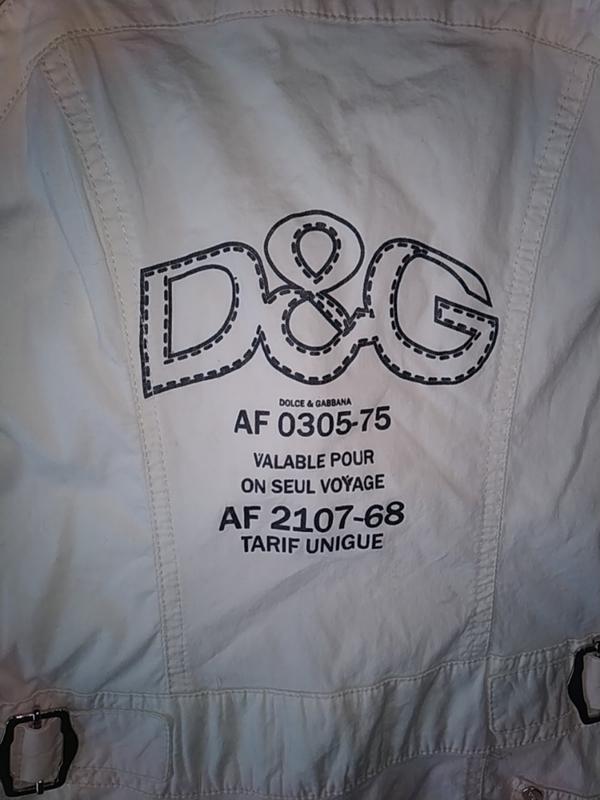 D&G
DOLCE & GABBANA
AF 0305-75
VALABLE POUR
ON SEUL VOYAGE
AF 2107-68
TARIF UNIGUE